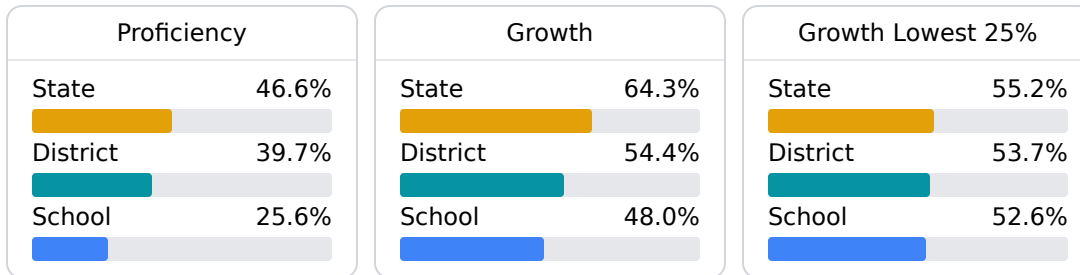 Proficiency
State 46.6%
District 39.7%
School 25.6%
Growth
State 64.3%
District 54.4%
School 48.0%
Growth Lowest 25%
State 55.2%
District 53.7%
School 52.6%